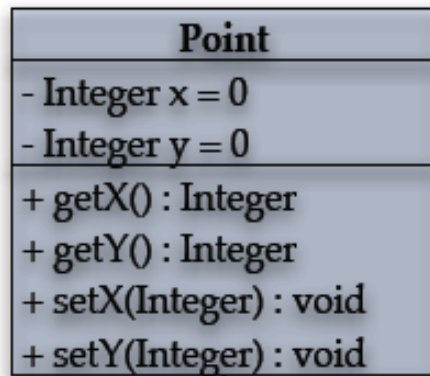 Point
- Integer x = 0
- Integer y = 0
+ getX() : Integer
+ getY() : Integer
+ setX(Integer) : void
+ setY(Integer) : void